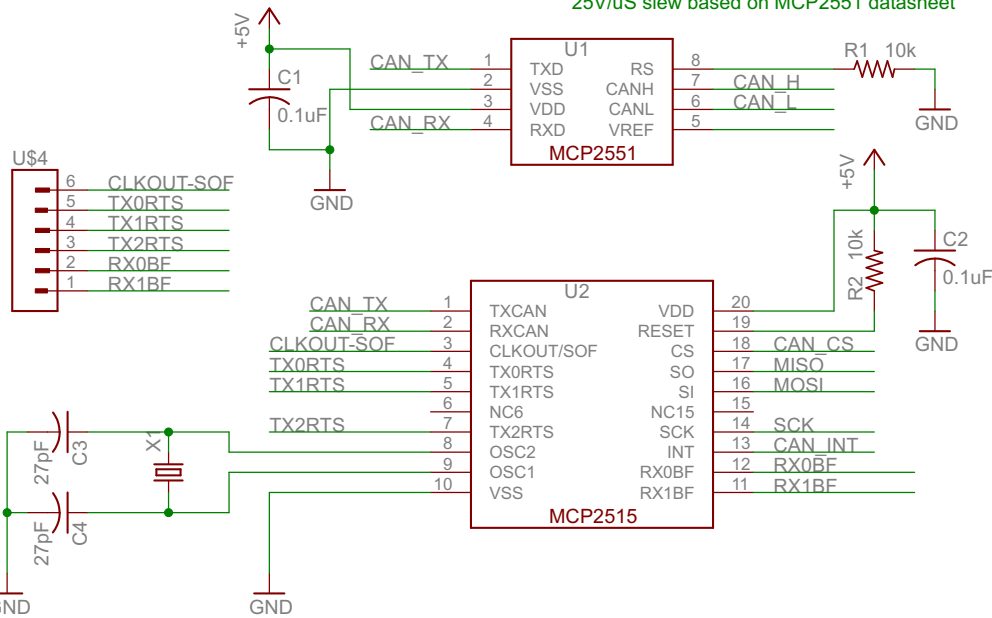 25V/uS slew based on MCP2551 datasheet
+5V
C1
0.1uF
GND
CAN_TX
CAN_RX
U1
1 TXD
2 VSS
3 VDD
4 RXD
RS 8
CANH 7
CANL 6
VREF 5
MCP2551
CAN_H
CAN_L
R1 10k
GND
U$4
6 CLKOUT-SOF
5 TX0RTS
4 TX1RTS
3 TX2RTS
2 RX0BF
1 RX1BF
+5V
R2 10k
C2
0.1uF
GND
U2
CAN_TX 1 TXCAN
CAN_RX 2 RXCAN
CLKOUT-SOF 3 CLKOUT/SOF
TX0RTS 4 TX0RTS
TX1RTS 5 TX1RTS
6 NC6
TX2RTS 7 TX2RTS
8 OSC2
9 OSC1
10 VSS
VDD 20
RESET 19
CS 18 CAN_CS
SO 17 MISO
SI 16 MOSI
NC15 15
SCK 14 SCK
INT 13 CAN_INT
RX0BF 12 RX0BF
RX1BF 11 RX1BF
MCP2515
27pF
C3
X1
27pF
C4
GND
GND